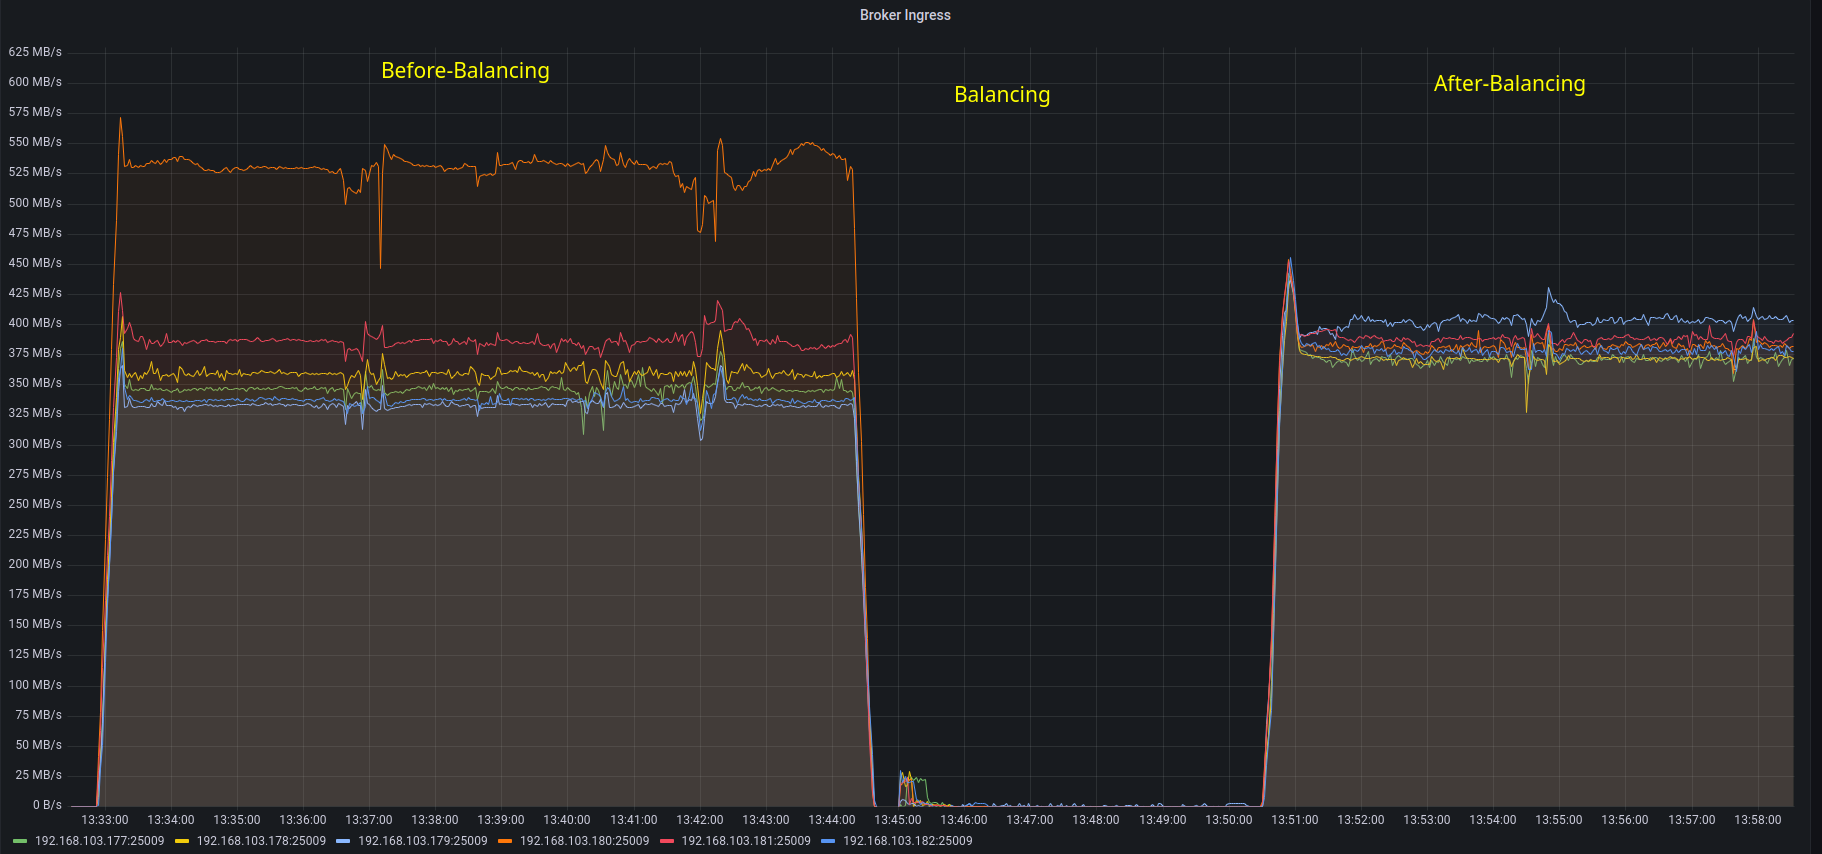 Broker Ingress
625 MB/s
600 MB/s
575 MB/s
550 MB/s
525 MB/s
500 MB/s
475 MB/s
450 MB/s
425 MB/s
400 MB/s
375 MB/s
350 MB/s
325 MB/s
300 MB/s
275 MB/s
250 MB/s
225 MB/s
200 MB/s
175 MB/s
150 MB/s
125 MB/s
100 MB/s
75 MB/s
50 MB/s
25 MB/s
0 B/s
Before-Balancing
Balancing
After-Balancing
13:33:00 13:34:00 13:35:00 13:36:00 13:37:00 13:38:00 13:39:00 13:40:00 13:41:00 13:42:00 13:43:00 13:44:00 13:45:00 13:46:00 13:47:00 13:48:00 13:49:00 13:50:00 13:51:00 13:52:00 13:53:00 13:54:00 13:55:00 13:56:00 13:57:00 13:58:00
192.168.103.177:25009 192.168.103.178:25009 192.168.103.179:25009 192.168.103.180:25009 192.168.103.181:25009 192.168.103.182:25009